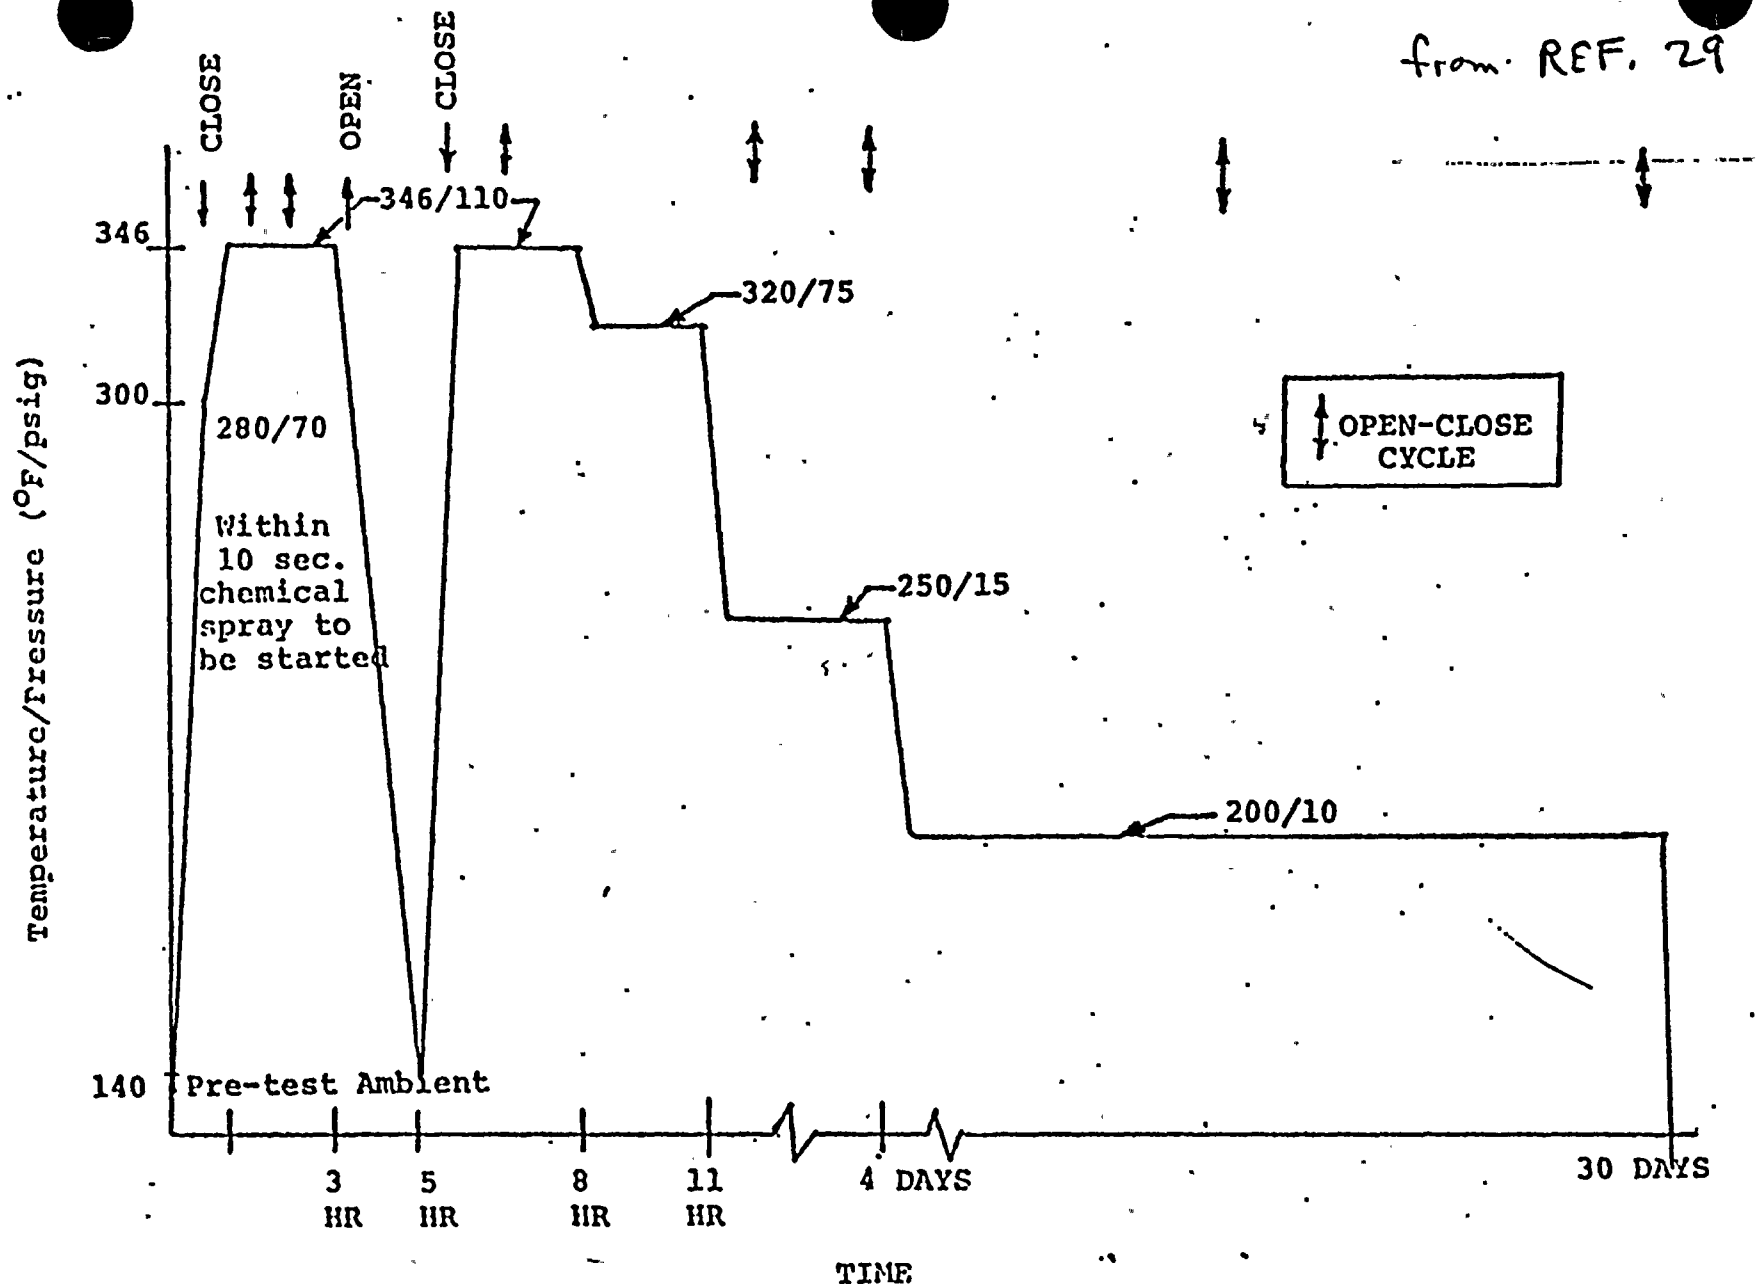 from REF. 29
CLOSE
OPEN
CLOSE
346/110
346
320/75
300
280/70
OPEN-CLOSE
CYCLE
Within
10 sec.
chemical
spray to
be started
250/15
200/10
Temperature/Pressure (°F/psig)
140
Pre-test Ambient
3
HR
5
HR
8
HR
11
HR
4 DAYS
30 DAYS
TIME